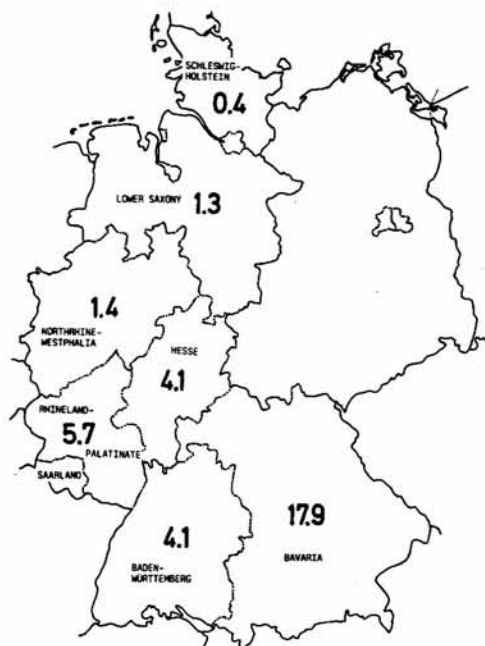 SCHLESWIG-
HOLSTEIN
0.4
LOWER SAXONY
1.3
1.4
NORTHRHINE-
WESTPHALIA
HESSE
4.1
RHINELAND-
5.7
PALATINATE
SAARLAND
4.1
BADEN-
WÜRTTEMBERG
17.9
BAVARIA